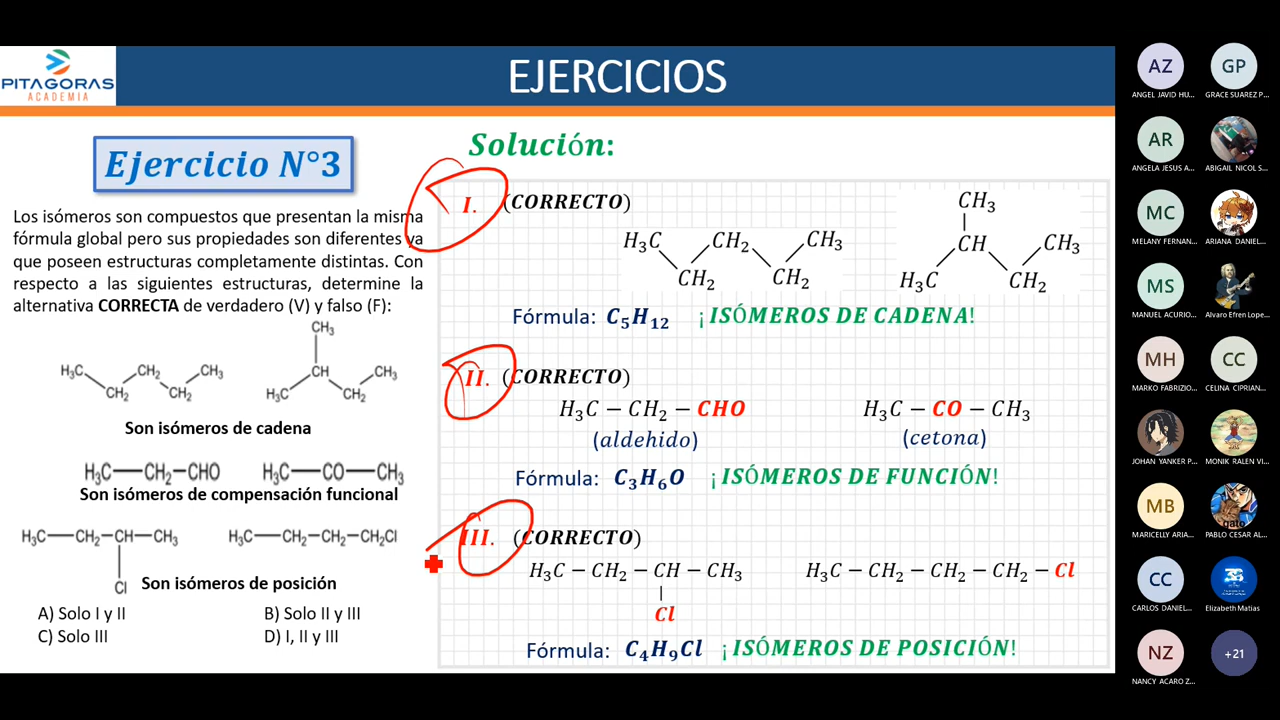 PITAGORAS
ACADEMIA
EJERCICIOS
Ejercicio N°3
Los isómeros son compuestos que presentan la misma
fórmula global pero sus propiedades son diferentes ya
que poseen estructuras completamente distintas. Con
respecto a las siguientes estructuras, determine la
alternativa CORRECTA de verdadero (V) y falso (F):
CH₃
H₃C CH₂ CH₃ CH CH₃
CH₂ CH₂ H₃C CH₂
Son isómeros de cadena
H₃C—CH₂—CHO H₃C—CO—CH₃
Son isómeros de compensación funcional
H₃C—CH₂—CH—CH₃ H₃C—CH₂—CH₂—CH₂Cl
Cl Son isómeros de posición
A) Solo I y II B) Solo II y III
C) Solo III D) I, II y III
Solución:
I. (CORRECTO)
CH₃
H₃C CH₂ CH₃ CH CH₃
CH₂ CH₂ H₃C CH₂
Fórmula: C₅H₁₂ ¡ISÓMEROS DE CADENA!
II. (CORRECTO)
H₃C − CH₂ − CHO H₃C − CO − CH₃
(aldehido) (cetona)
Fórmula: C₃H₆O ¡ISÓMEROS DE FUNCIÓN!
III. (CORRECTO)
H₃C − CH₂ − CH − CH₃ H₃C − CH₂ − CH₂ − CH₂ − Cl
Cl
Fórmula: C₄H₉Cl ¡ISÓMEROS DE POSICIÓN!
AZ GP
ANGEL JAVID HU... GRACE SUAREZ P...
AR
ANGELA JESUS A... ABIGAIL NICOL S...
MC
MELANY FERNAN... ARIANA DANIEL...
MS
MANUEL ACURIO... Alvaro Efren Lope...
MH CC
MARKO FABRIZIO... CELINA CIPRIAN...
JOHAN YANKER P... MONIK RALEN VI...
MB gato
MARICELLY ARIA... PABLO CESAR AL...
CC
CARLOS DANIEL... Elizabeth Matias
NZ +21
NANCY ACARO Z...